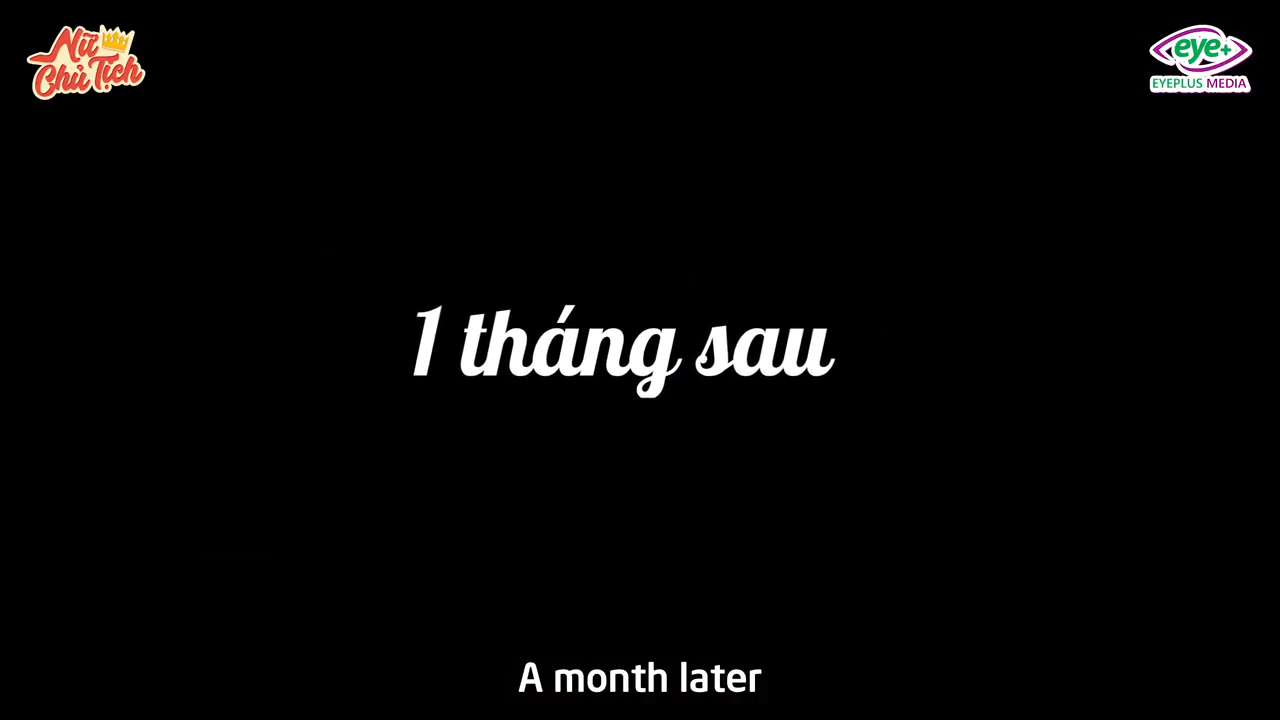 Nữ
Chủ Tịch
eye+
EYEPLUS MEDIA
1 tháng sau
A month later